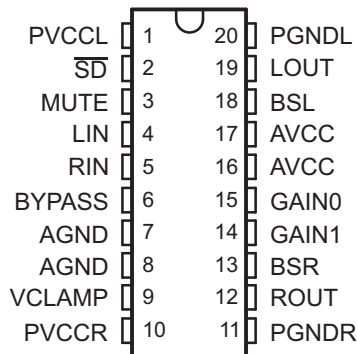 PVCCL 1 20 PGNDL
SD 2 19 LOUT
MUTE 3 18 BSL
LIN 4 17 AVCC
RIN 5 16 AVCC
BYPASS 6 15 GAIN0
AGND 7 14 GAIN1
AGND 8 13 BSR
VCLAMP 9 12 ROUT
PVCCR 10 11 PGNDR